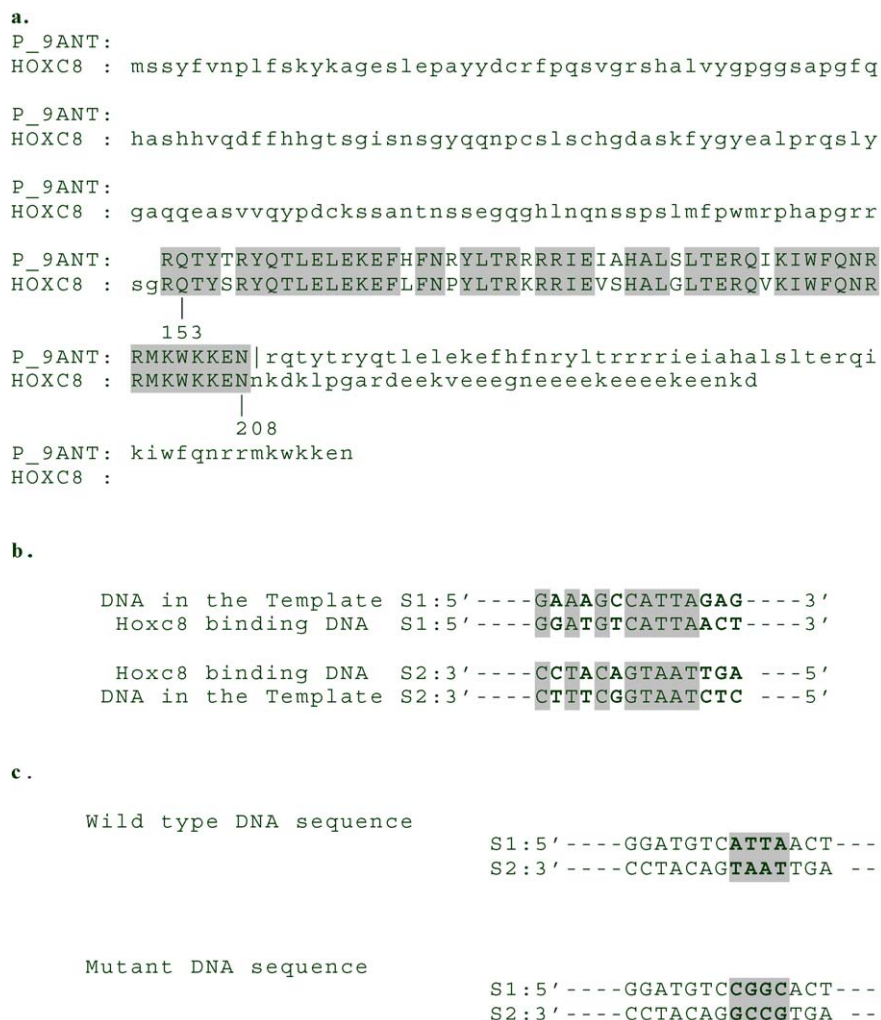 a.
P_9ANT:
HOXC8 : mssyfvnplfskykageslepayydcrfpqsvgrshalvygpggsapgfq
P_9ANT:
HOXC8 : hashhvqdffhhgtsgisnsgyqqnpcslschgdaskfygyealprqsly
P_9ANT:
HOXC8 : gaqqeasvvqypdckssantnssegqghlnqnsspslmfpwmrphapgrr
P_9ANT: RQTYTRYQTLELEKEFHFNRYLTRRRRIEIAHALSLTERQIKIWFQNR
HOXC8 : sgRQTYSRYQTLELEKEFLFNPYLTRKRRIEVSHALGLTERQVKIWFQNR
153
P_9ANT: RMKWKKEN|rqtytryqtlelekefhfnryltrrrrieiahalslterqi
HOXC8 : RMKWKKENnkdklpgardeekveeegneeeekeeeekeenkd
208
P_9ANT: kiwfqnrrmkwkken
HOXC8 :
b.
DNA in the Template S1:5'----GAAAGCCATTAGAG----3'
Hoxc8 binding DNA S1:5'----GGATGTCATTAACT----3'
Hoxc8 binding DNA S2:3'----CCTACAGTAATTGA ---5'
DNA in the Template S2:3'----CTTTCGGTAATCTC ---5'
c.
Wild type DNA sequence
S1:5'----GGATGTCATTAACT---
S2:3'----CCTACAGTAATTGA --
Mutant DNA sequence
S1:5'----GGATGTCCGGCACT---
S2:3'----CCTACAGGCCGTGA --